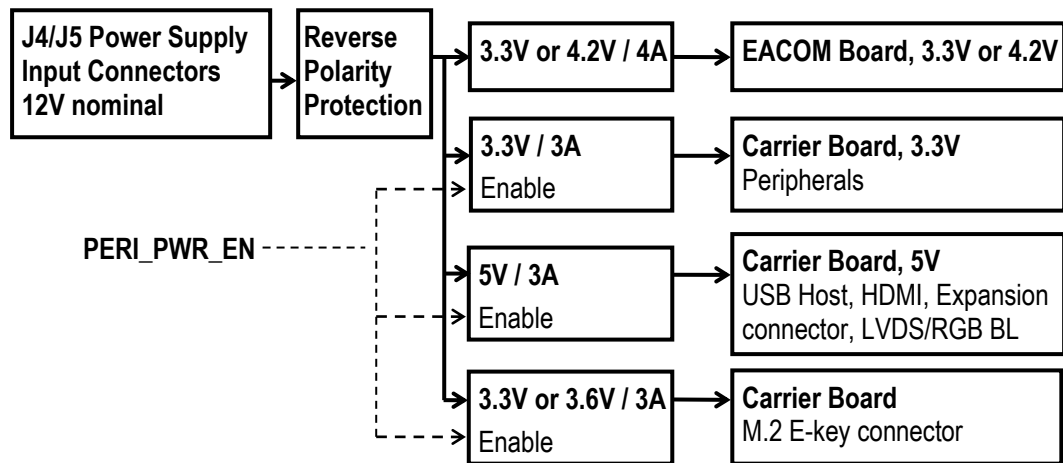 J4/J5 Power Supply
Input Connectors
12V nominal
Reverse
Polarity
Protection
3.3V or 4.2V / 4A
EACOM Board, 3.3V or 4.2V
3.3V / 3A
Enable
Carrier Board, 3.3V
Peripherals
PERI_PWR_EN
5V / 3A
Enable
Carrier Board, 5V
USB Host, HDMI, Expansion
connector, LVDS/RGB BL
3.3V or 3.6V / 3A
Enable
Carrier Board
M.2 E-key connector